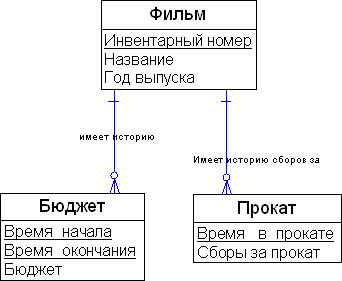 Фильм
Инвентарный номер
Название
Год выпуска
имеет историю
Имеет историю сборов за
Бюджет
Время начала
Время окончания
Бюджет
Прокат
Время в прокате
Сборы за прокат